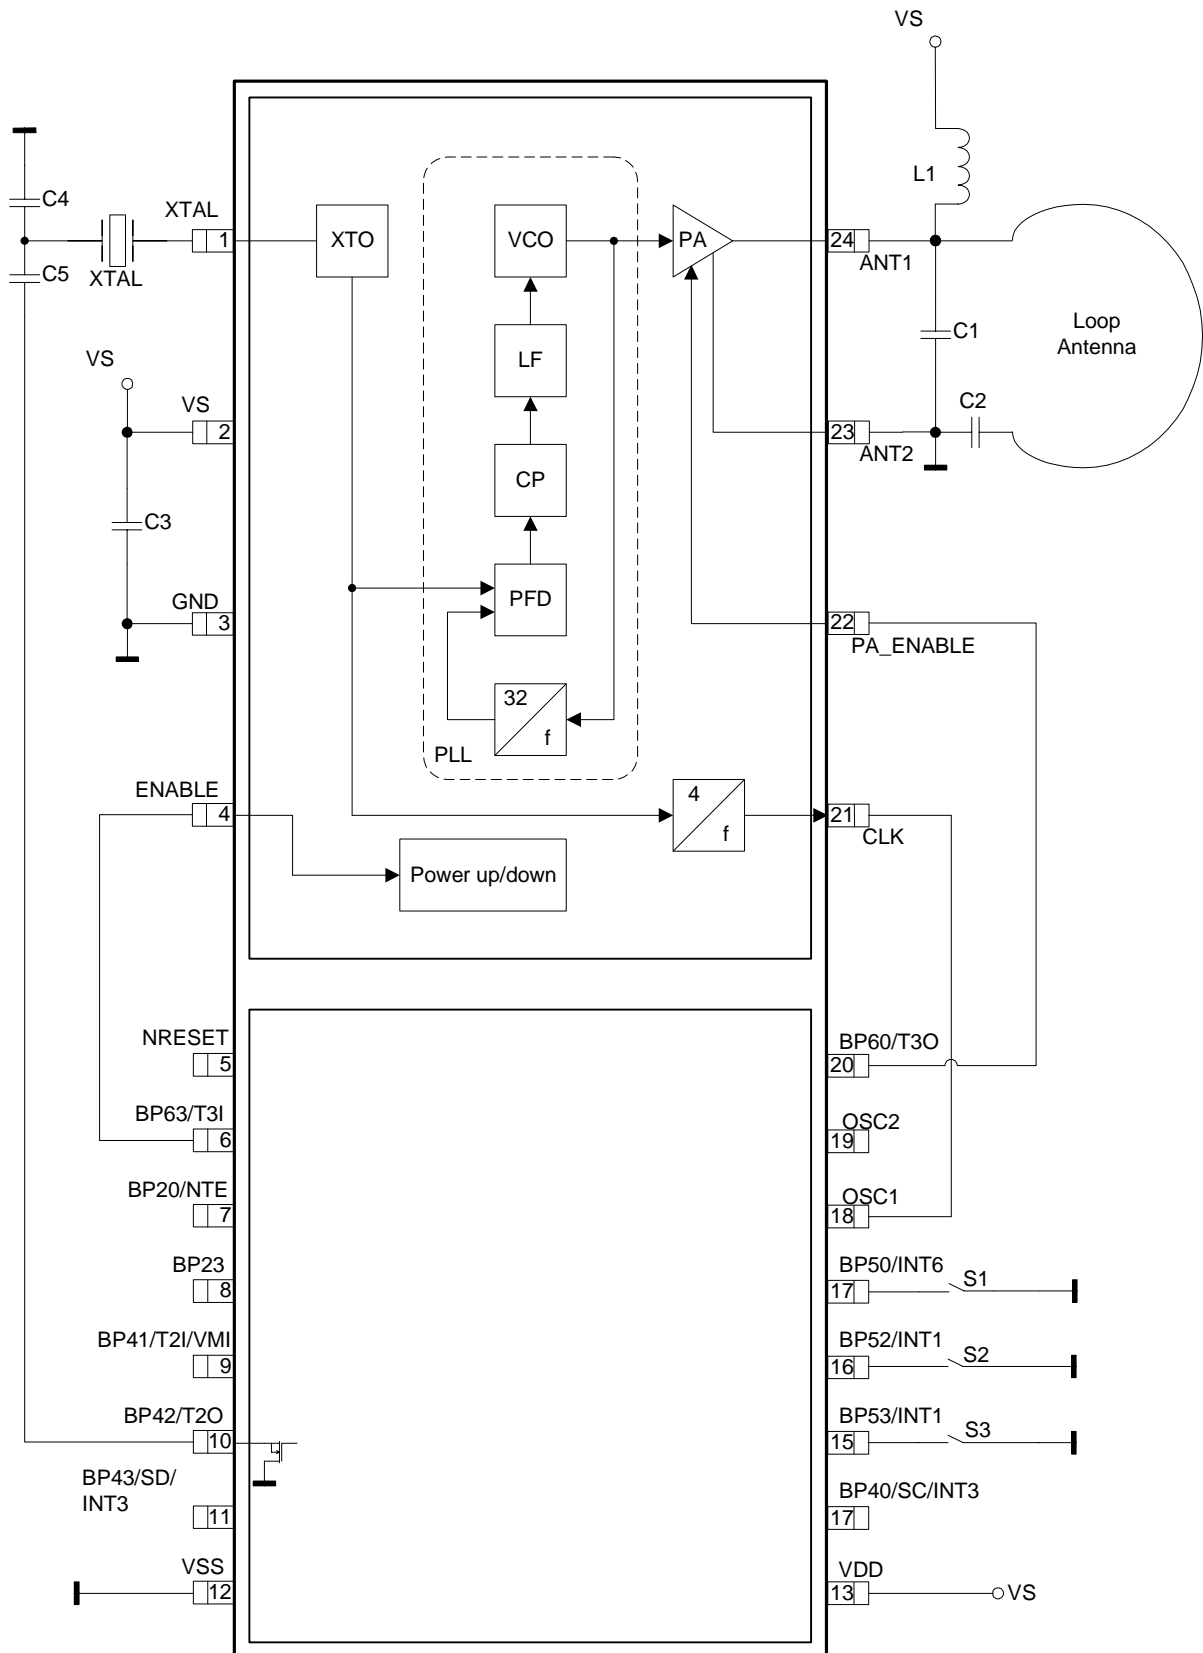 VS
L1
C4
XTAL
1
XTO
VCO
PA
24
ANT1
C5
XTAL
C1
Loop
Antenna
VS
LF
VS
2
C2
23
ANT2
CP
C3
GND
3
PFD
22
PA_ENABLE
32
f
PLL
ENABLE
4
4
f
21
CLK
Power up/down
NRESET
5
BP60/T3O
20
BP63/T3I
6
OSC2
19
BP20/NTE
7
OSC1
18
BP23
8
BP50/INT6
17
S1
BP41/T2I/VMI
9
BP52/INT1
16
S2
BP42/T2O
10
BP53/INT1
15
S3
BP43/SD/
INT3
11
BP40/SC/INT3
17
VSS
12
VDD
13
VS